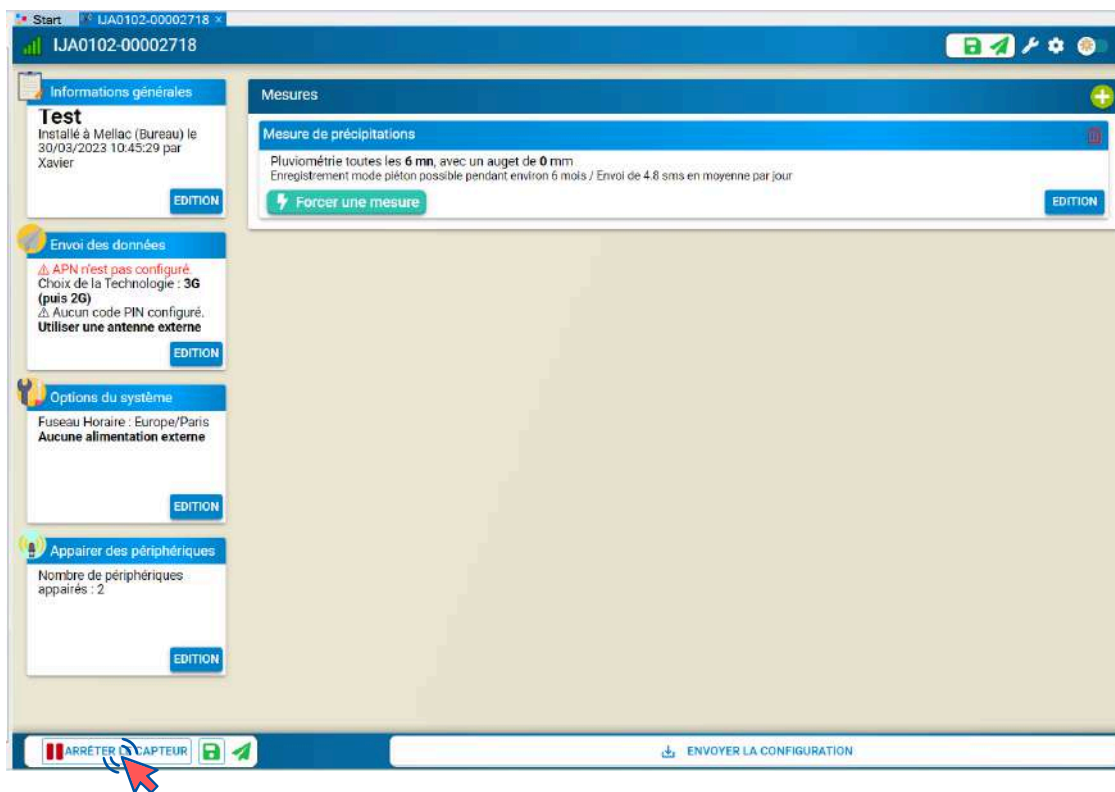 Start
IJA0102-00002718 ×
IJA0102-00002718
Informations générales
Test
Installé à Mellac (Bureau) le
30/03/2023 10:45:29 par
Xavier
EDITION
Envoi des données
⚠ APN n'est pas configuré.
Choix de la Technologie : 3G
(puis 2G)
⚠ Aucun code PIN configuré.
Utiliser une antenne externe
EDITION
Options du système
Fuseau Horaire : Europe/Paris
Aucune alimentation externe
EDITION
Appairer des périphériques
Nombre de périphériques
appairés : 2
EDITION
Mesures
Mesure de précipitations
Pluviométrie toutes les 6 mn, avec un auget de 0 mm
Enregistrement mode piéton possible pendant environ 6 mois / Envoi de 4.8 sms en moyenne par jour
Forcer une mesure
EDITION
ARRÊTER LE CAPTEUR
ENVOYER LA CONFIGURATION